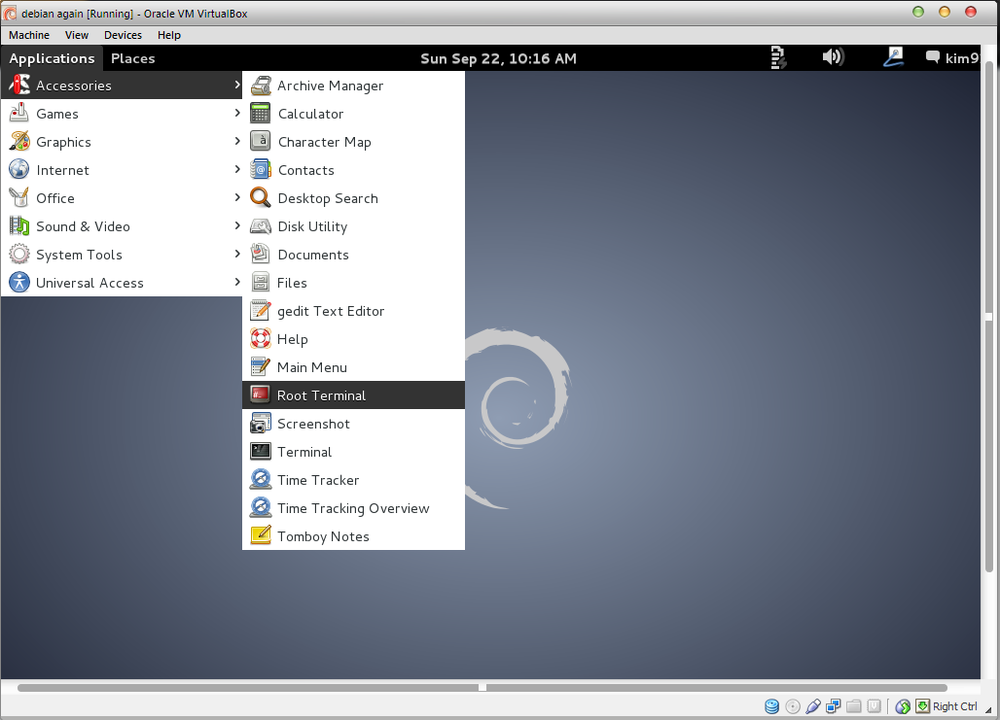 debian again [Running] - Oracle VM VirtualBox
Machine View Devices Help
Applications Places Sun Sep 22, 10:16 AM kim9
Accessories
Games
Graphics
Internet
Office
Sound & Video
System Tools
Universal Access
Archive Manager
Calculator
Character Map
Contacts
Desktop Search
Disk Utility
Documents
Files
gedit Text Editor
Help
Main Menu
Root Terminal
Screenshot
Terminal
Time Tracker
Time Tracking Overview
Tomboy Notes
Right Ctrl